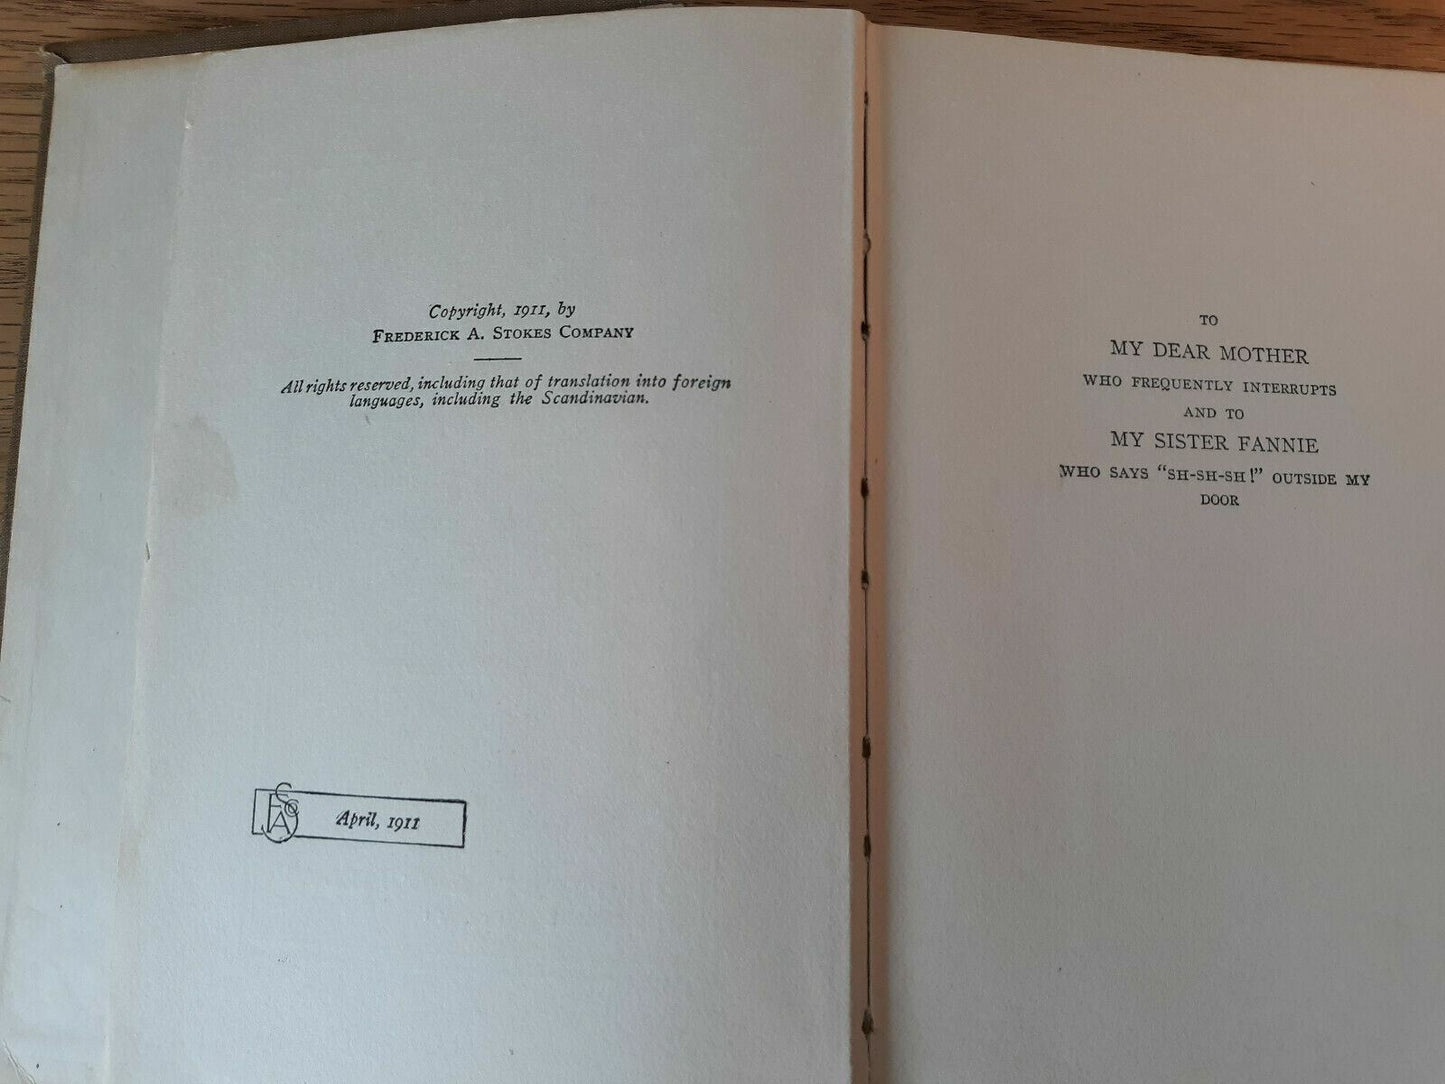 Copyright, 1911, by
FREDERICK A. STOKES COMPANY
All rights reserved, including that of translation into foreign
languages, including the Scandinavian.
April, 1911
TO
MY DEAR MOTHER
WHO FREQUENTLY INTERRUPTS
AND TO
MY SISTER FANNIE
WHO SAYS "SH-SH-SH!" OUTSIDE MY
DOOR